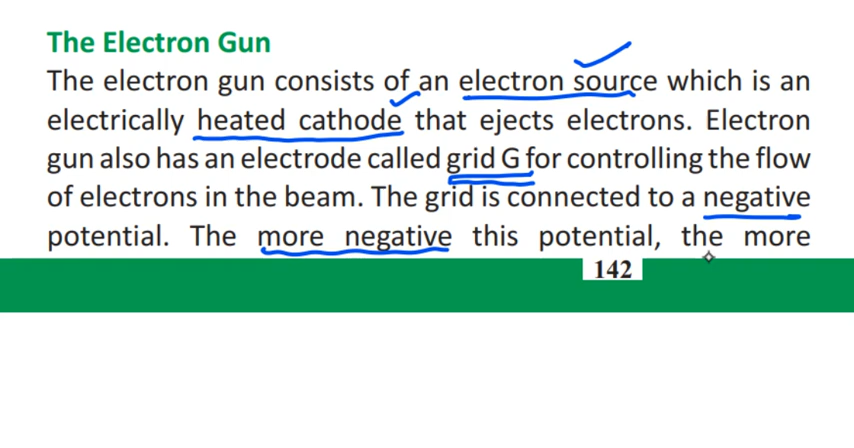 The Electron Gun
The electron gun consists of an electron source which is an
electrically heated cathode that ejects electrons. Electron
gun also has an electrode called grid G for controlling the flow
of electrons in the beam. The grid is connected to a negative
potential. The more negative this potential, the more
142